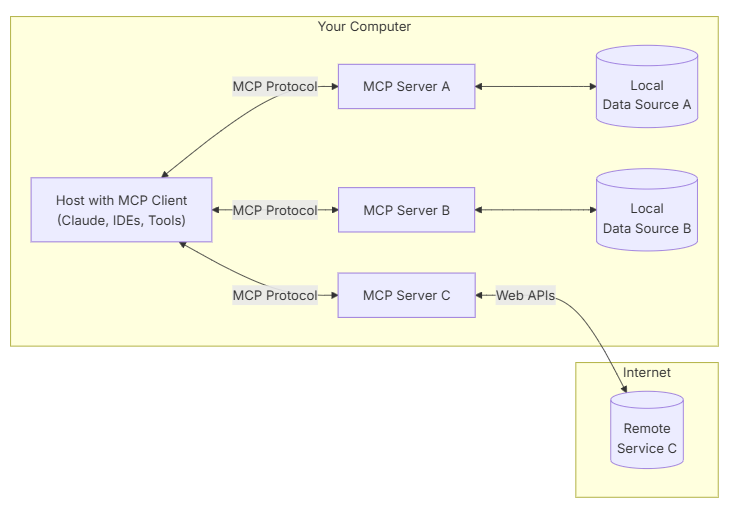 Your Computer
MCP Protocol
MCP Server A
Local
Data Source A
Host with MCP Client
(Claude, IDEs, Tools)
MCP Protocol
MCP Server B
Local
Data Source B
MCP Protocol
MCP Server C
Web APIs
Internet
Remote
Service C